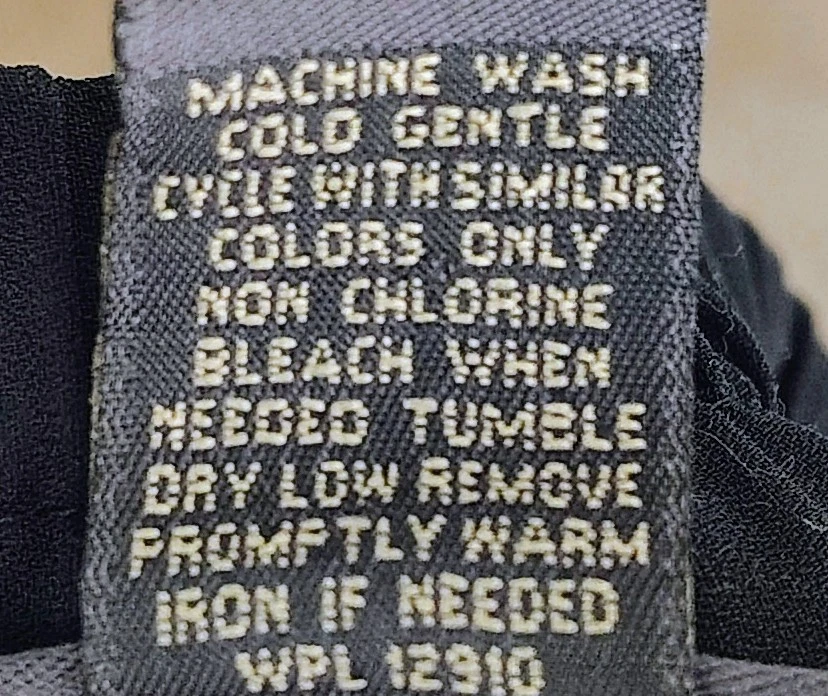 MACHINE WASH
COLD GENTLE
CYCLE WITH SIMILAR
COLORS ONLY
NON CHLORINE
BLEACH WHEN
NEEDED TUMBLE
DRY LOW REMOVE
PROMPTLY WARM
IRON IF NEEDED
WPL 12910